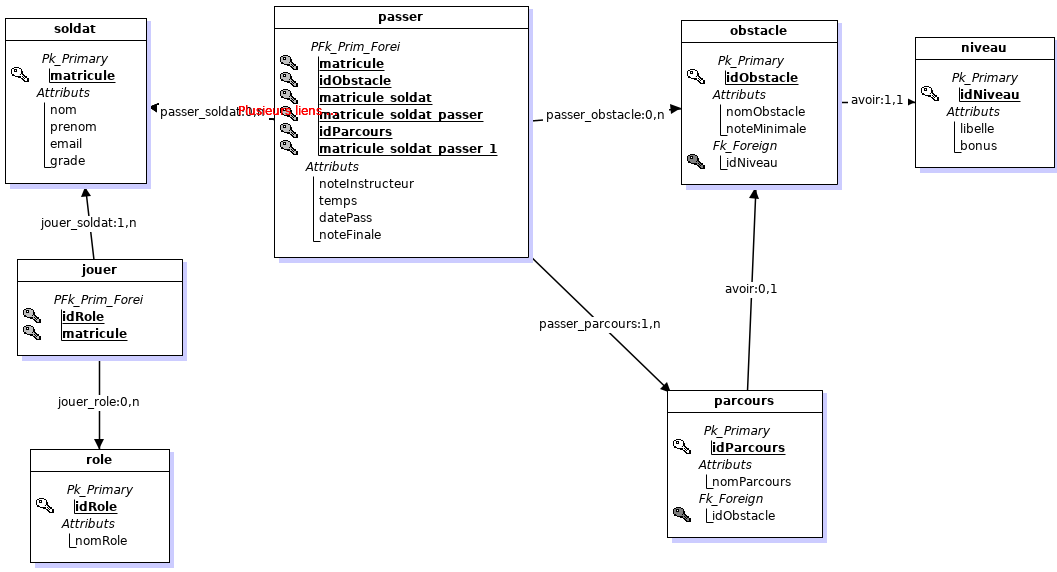 soldat
Pk_Primary
matricule
Attributs
nom
prenom
email
grade
passer
PFk_Prim_Forei
matricule
idObstacle
matricule_soldat
matricule_soldat_passer
idParcours
matricule_soldat_passer_1
Attributs
noteInstructeur
temps
datePass
noteFinale
obstacle
Pk_Primary
idObstacle
Attributs
nomObstacle
noteMinimale
Fk_Foreign
idNiveau
niveau
Pk_Primary
idNiveau
Attributs
libelle
bonus
passer_soldat:0,n
Plusieurs liens...
passer_obstacle:0,n
avoir:1,1
jouer_soldat:1,n
jouer
PFk_Prim_Forei
idRole
matricule
avoir:0,1
passer_parcours:1,n
jouer_role:0,n
role
Pk_Primary
idRole
Attributs
nomRole
parcours
Pk_Primary
idParcours
Attributs
nomParcours
Fk_Foreign
idObstacle